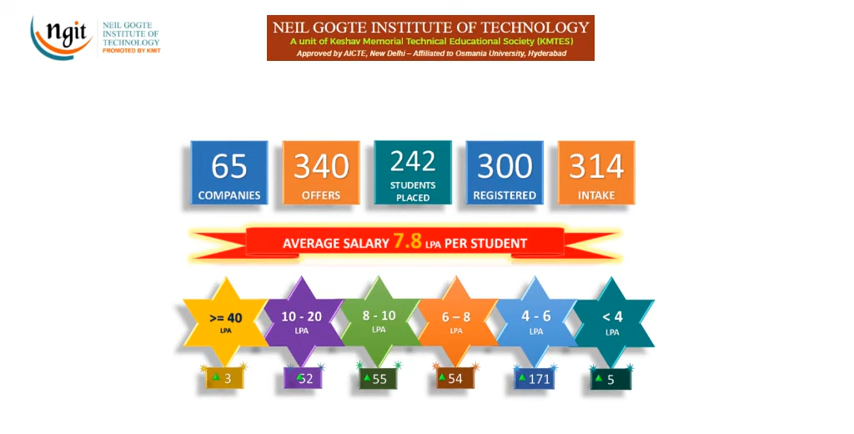 ngit
NEIL GOGTE
INSTITUTE OF
TECHNOLOGY
PROMOTED BY KMIT
NEIL GOGTE INSTITUTE OF TECHNOLOGY
A unit of Keshav Memorial Technical Educational Society (KMTES)
Approved by AICTE, New Delhi – Affiliated to Osmania University, Hyderabad
65
COMPANIES
340
OFFERS
242
STUDENTS
PLACED
300
REGISTERED
314
INTAKE
AVERAGE SALARY 7.8 LPA PER STUDENT
>= 40
LPA
10 - 20
LPA
8 - 10
LPA
6 – 8
LPA
4 - 6
LPA
< 4
LPA
3
52
55
54
171
5